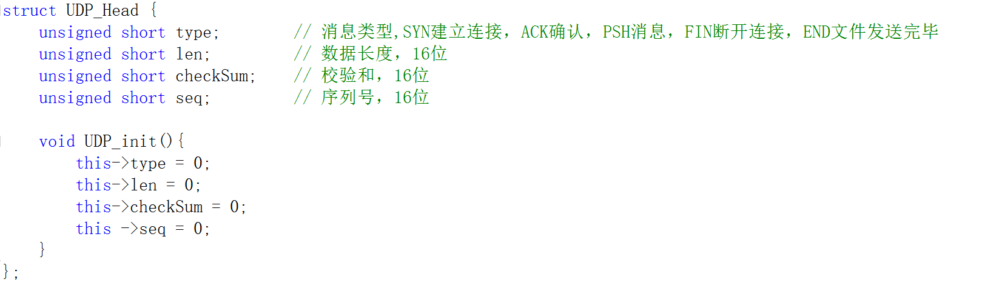 struct UDP_Head {
    unsigned short type;        // 消息类型,SYN建立连接，ACK确认，PSH消息，FIN断开连接，END文件发送完毕
    unsigned short len;         // 数据长度，16位
    unsigned short checkSum;    // 校验和，16位
    unsigned short seq;         // 序列号，16位
    void UDP_init(){
        this->type = 0;
        this->len = 0;
        this->checkSum = 0;
        this ->seq = 0;
    }
};